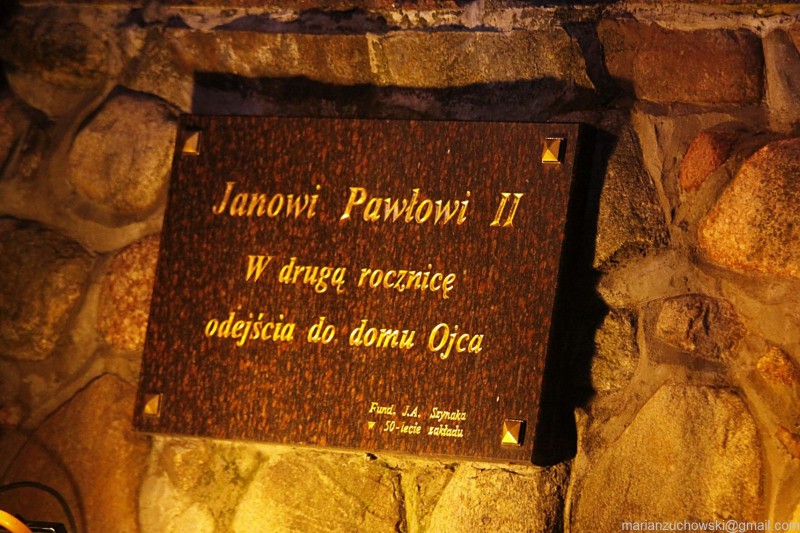 Janowi Pawłowi II
W drugą rocznicę
odejścia do domu Ojca
Fund. J.A. Szynaka
w 50-lecie zakładu
marianzuchowski@gmail.com